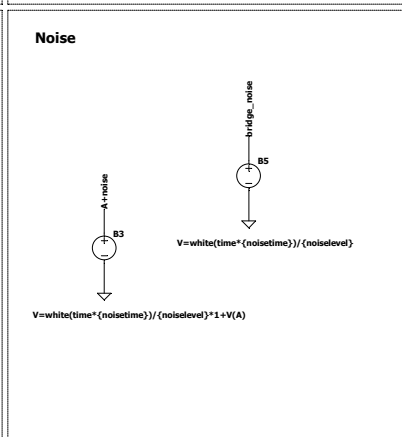 Noise
bridge_noise
B5
V=white(time*{noisetime})/{noiselevel}
A+noise
B3
V=white(time*{noisetime})/{noiselevel}*1+V(A)